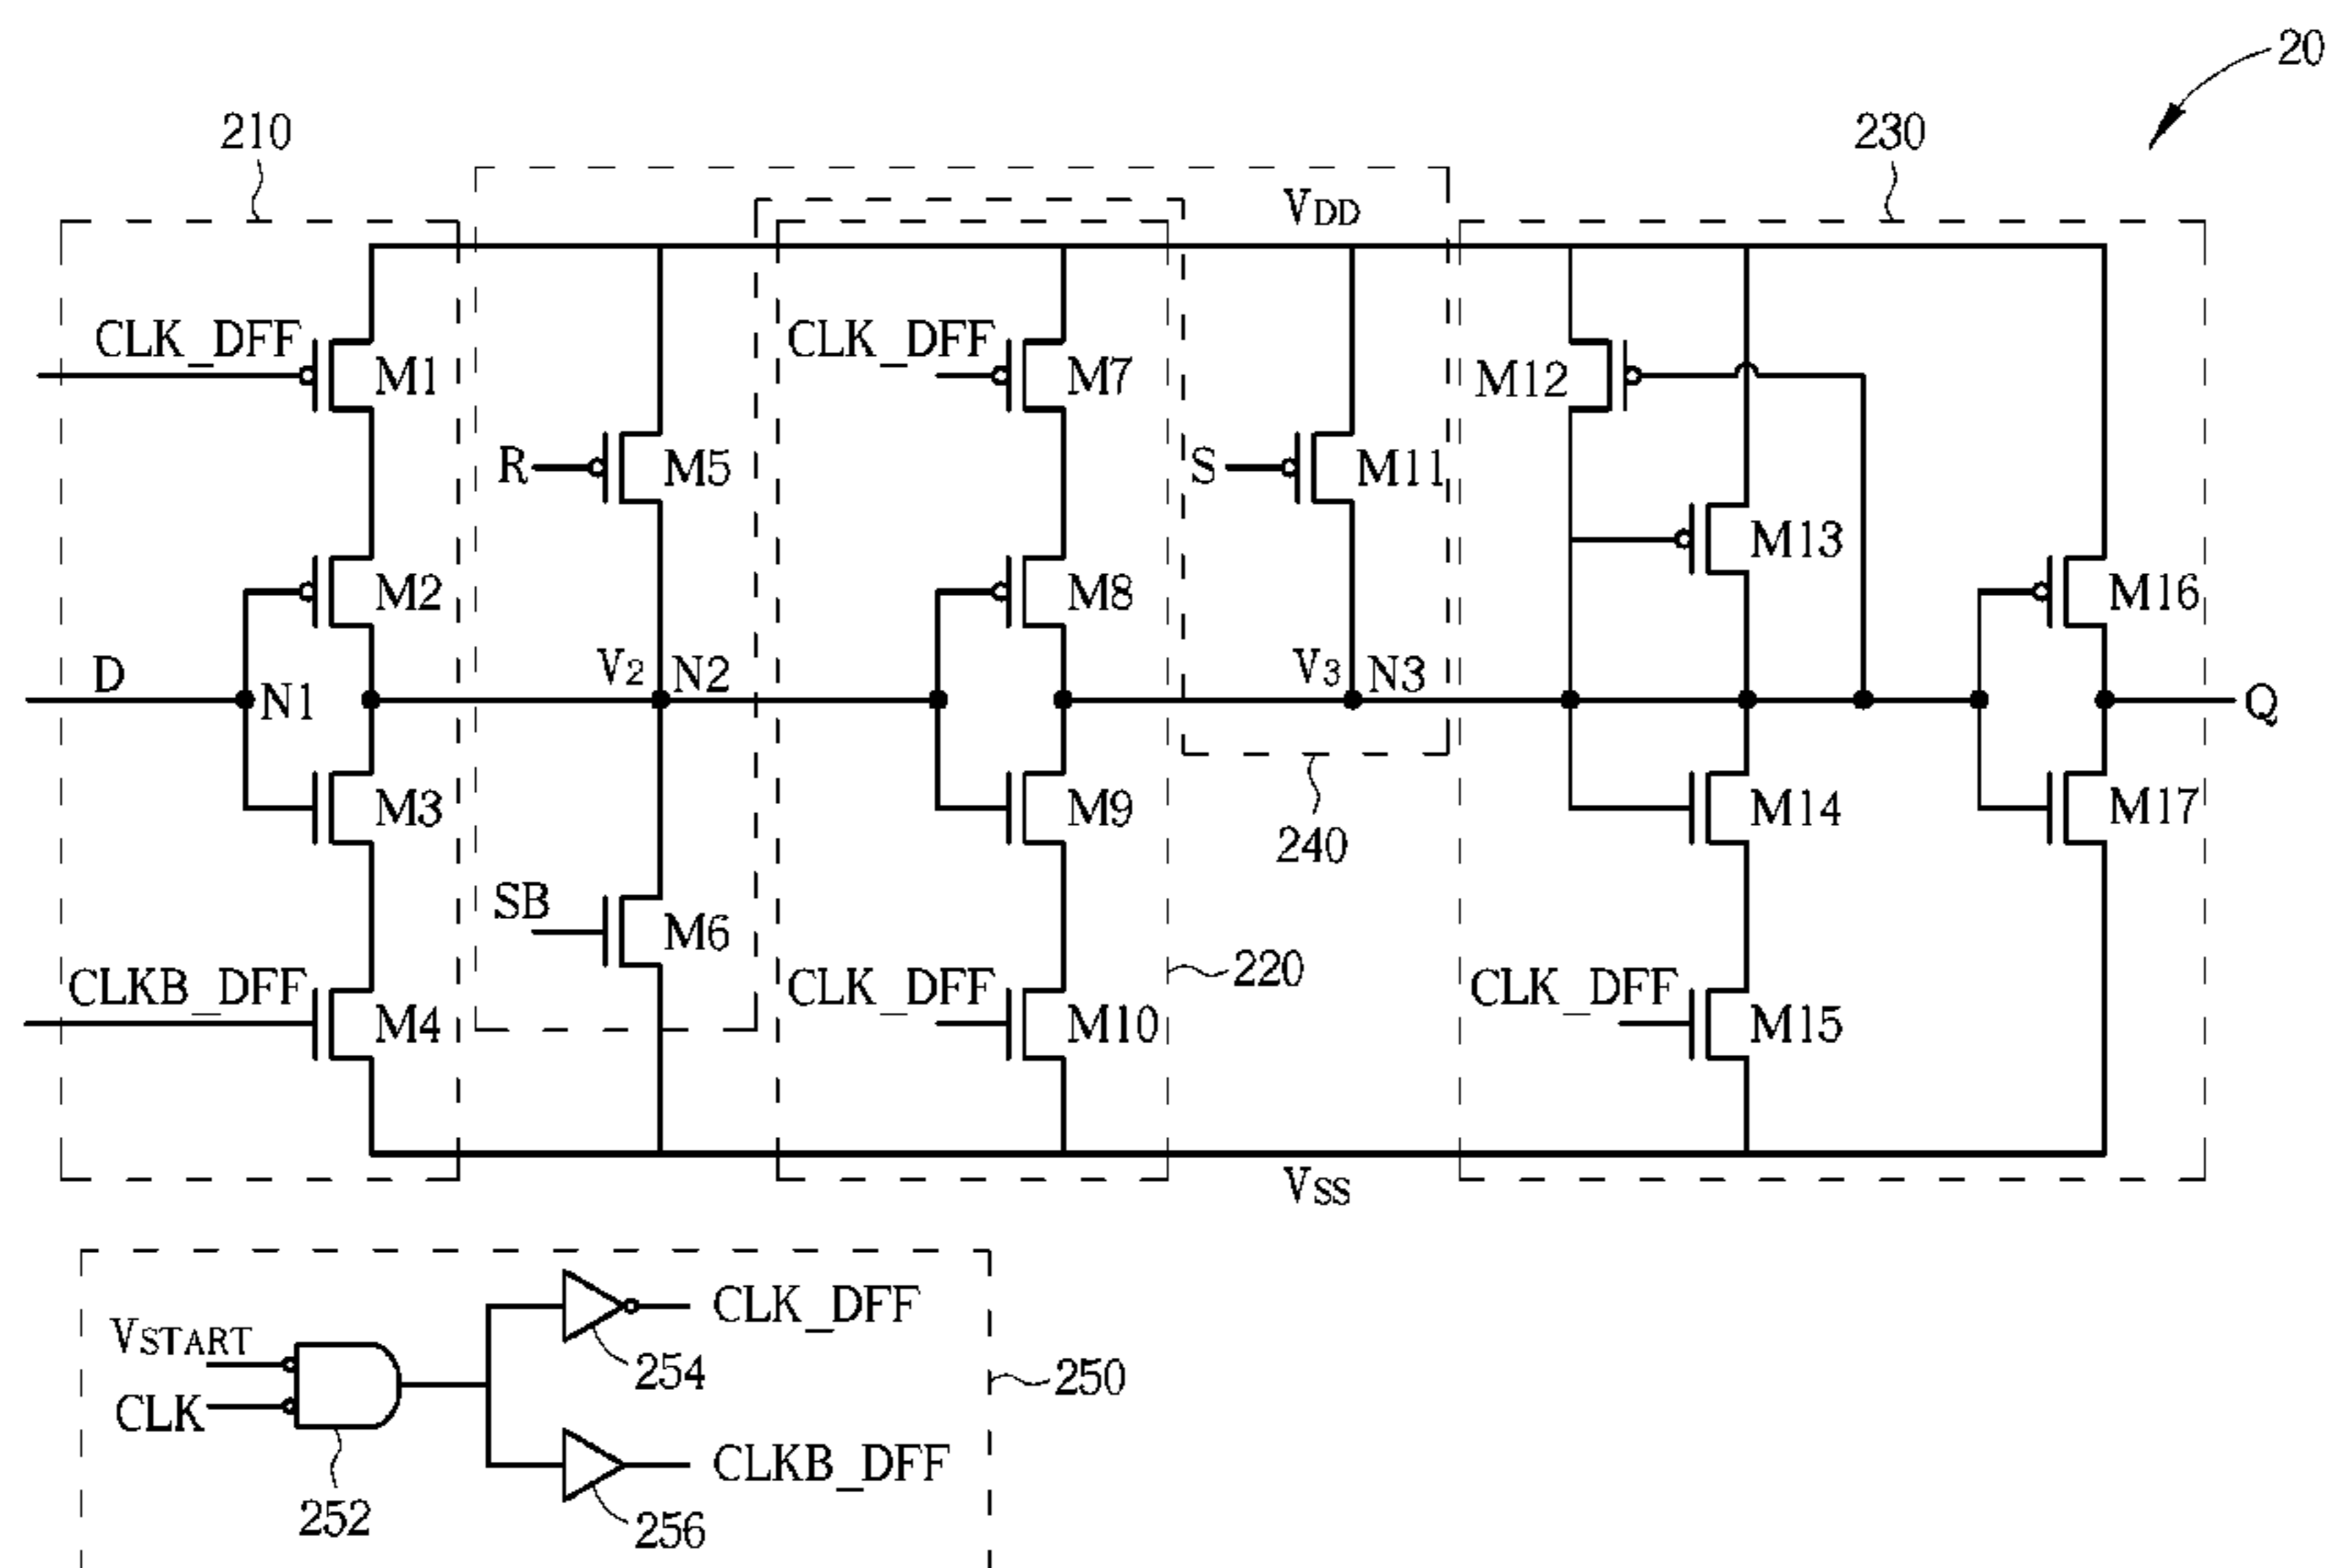 20
210
230
VDD
CLK_DFF
M1
CLK_DFF
M7
M12
R
M5
S
M11
M13
M2
M8
M16
D
N1
V2
N2
V3
N3
Q
M3
M9
M14
M17
240
SB
M6
220
CLKB_DFF
M4
CLK_DFF
M10
CLK_DFF
M15
VSS
VSTART
CLK
252
254
CLK_DFF
250
CLKB_DFF
256